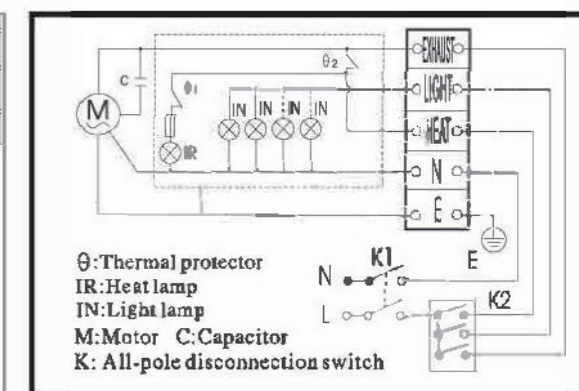 EXHAUST
θ2
C
θ1
LIGHT
IN IN IN IN
M
HEAT
IR
N
E
E
θ:Thermal protector
IR:Heat lamp
IN:Light lamp
M:Motor C:Capacitor
K: All-pole disconnection switch
N
K1
L
K2